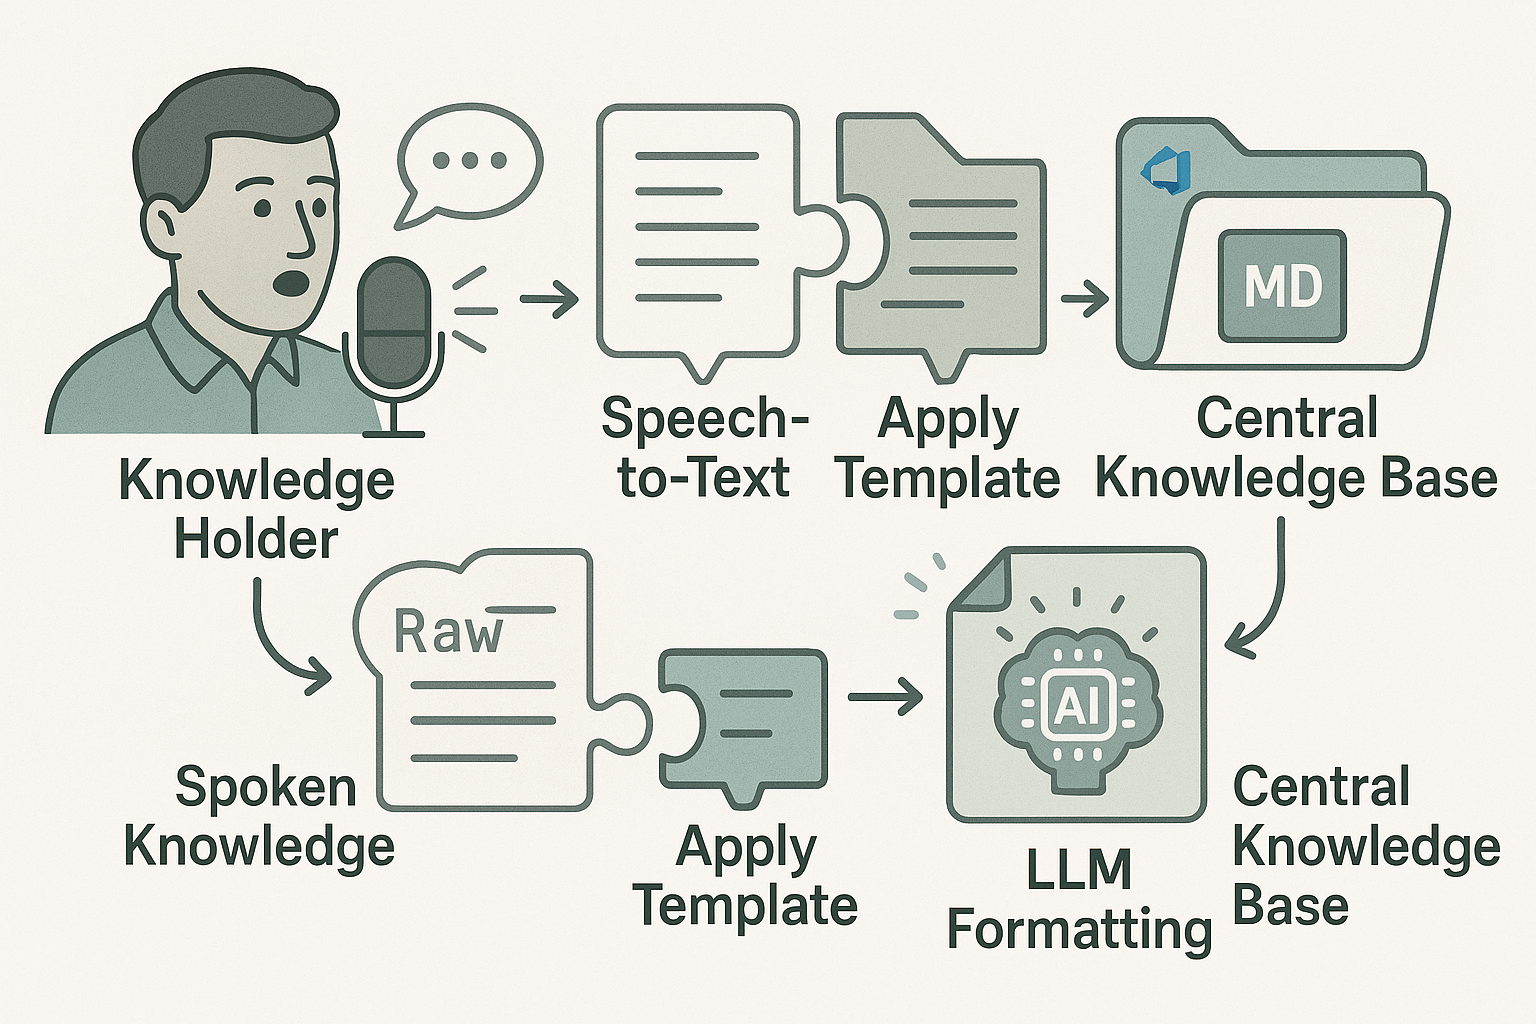 MD
Speech-
to-Text
Apply
Template
Central
Knowledge Base
Knowledge
Holder
Raw
AI
Spoken
Knowledge
Apply
Template
LLM
Formatting
Central
Knowledge
Base